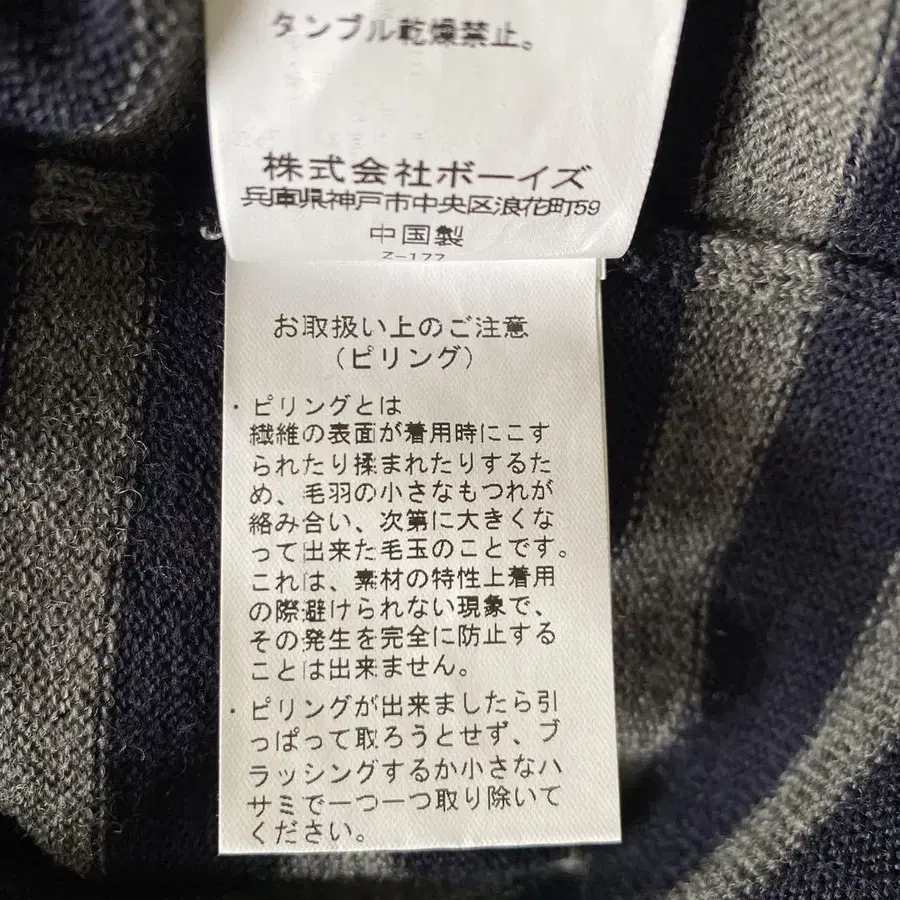 タンブル乾燥禁止。
株式会社ボーイズ
兵庫県神戸市中央区浪花町59
中国製
Z-177
お取扱い上のご注意
(ピリング)
・ピリングとは
繊維の表面が着用時にこす
られたり揉まれたりするた
め、毛羽の小さなもつれが
絡み合い、次第に大きくな
って出来た毛玉のことです。
これは、素材の特性上着用
の際避けられない現象で、
その発生を完全に防止する
ことは出来ません。
・ピリングが出来ましたら引
っぱって取ろうとせず、ブ
ラッシングするか小さなハ
サミで一つ一つ取り除いて
ください。